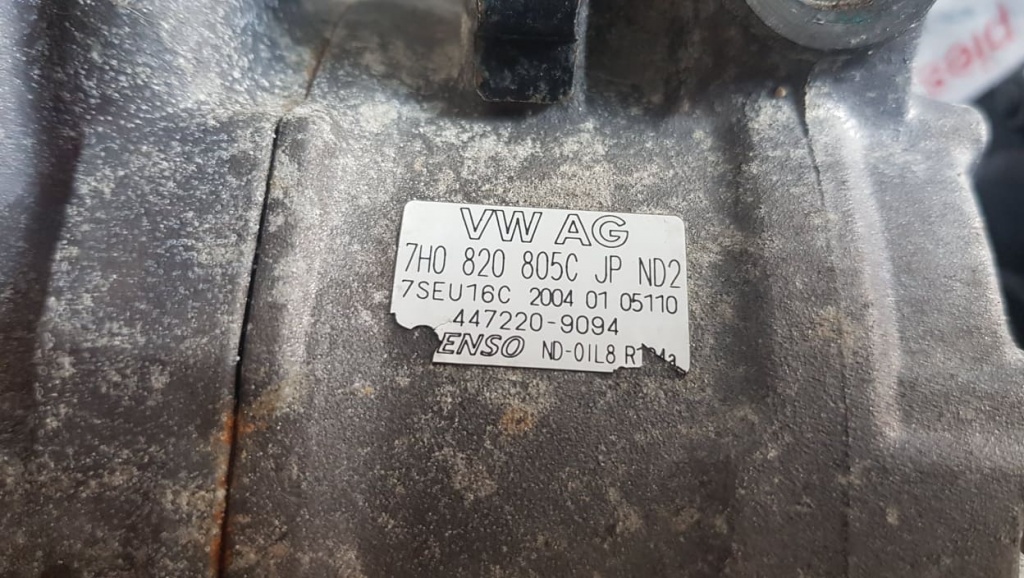 VW AG
7H0 820 805C JP ND2
7SEU16C 2004 01 05110
447220-9094
ENSO ND-OIL8